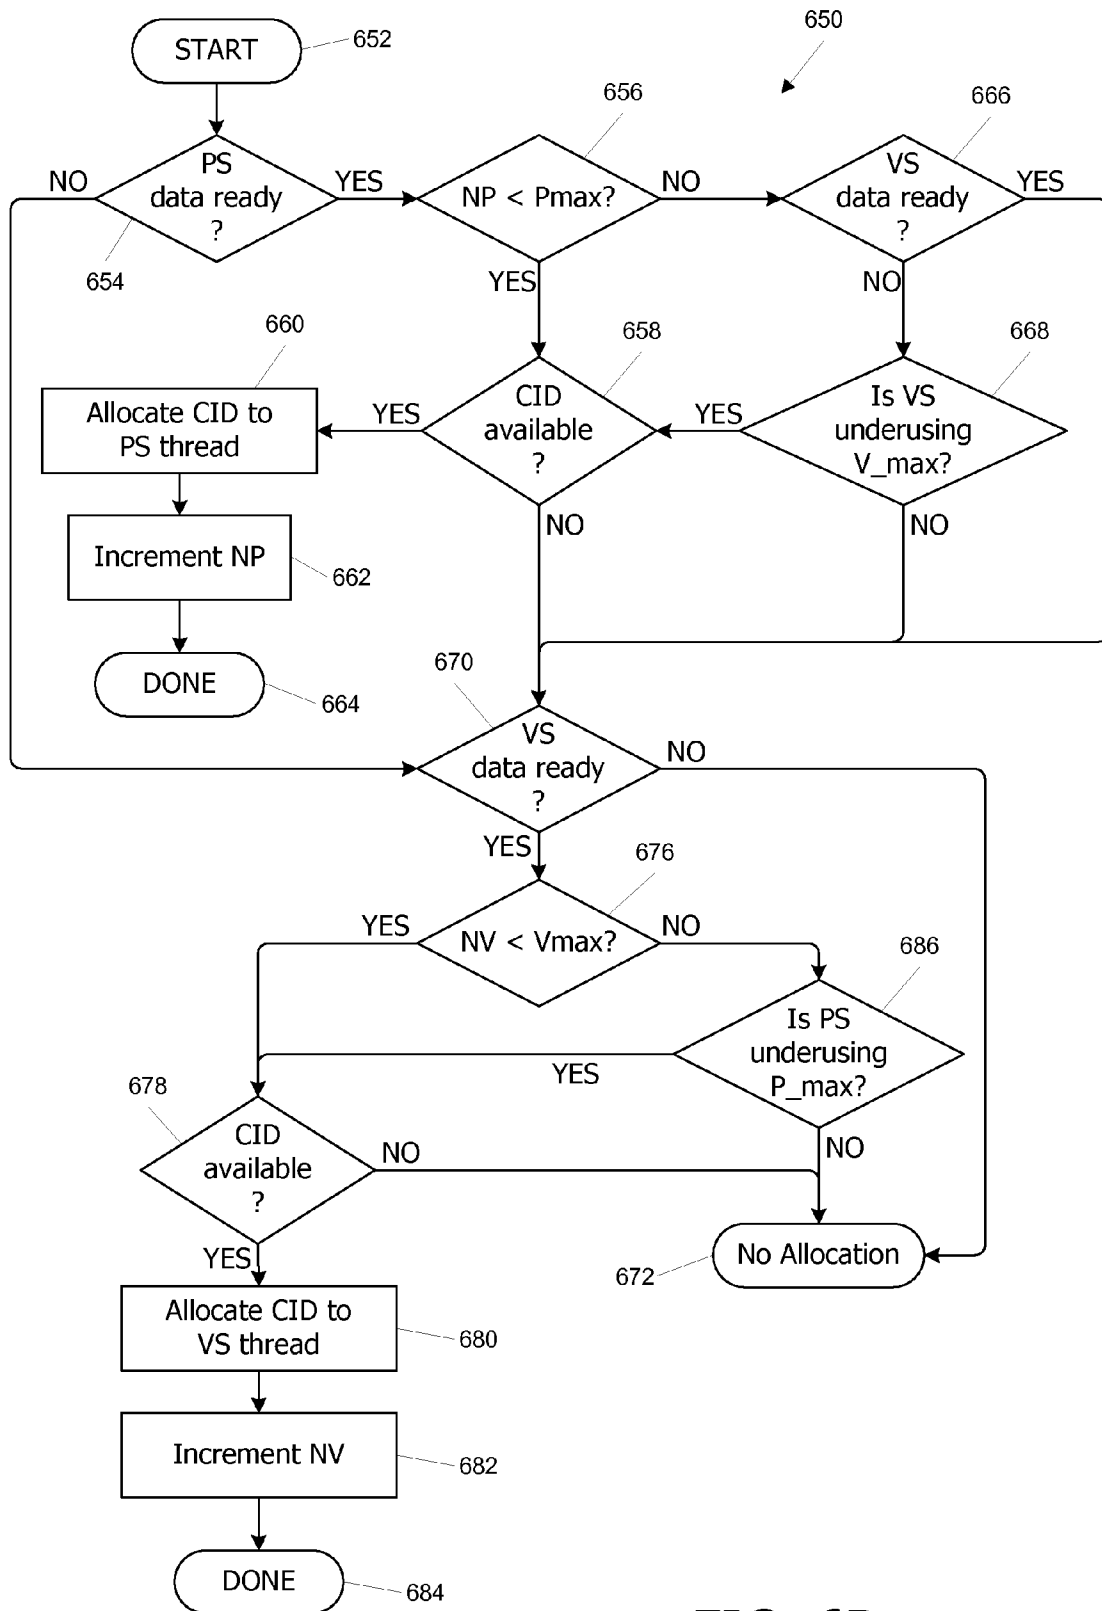 START
652
650
PS
data ready
?
654
NO
YES
NP < Pmax?
656
NO
YES
VS
data ready
?
666
YES
NO
Allocate CID to
PS thread
660
YES
CID
available
?
658
NO
YES
Is VS
underusing
V_max?
668
NO
Increment NP
662
DONE
664
670
VS
data ready
?
NO
YES
NV < Vmax?
676
YES
NO
Is PS
underusing
P_max?
686
YES
NO
678
CID
available
?
NO
YES
No Allocation
672
Allocate CID to
VS thread
680
Increment NV
682
DONE
684